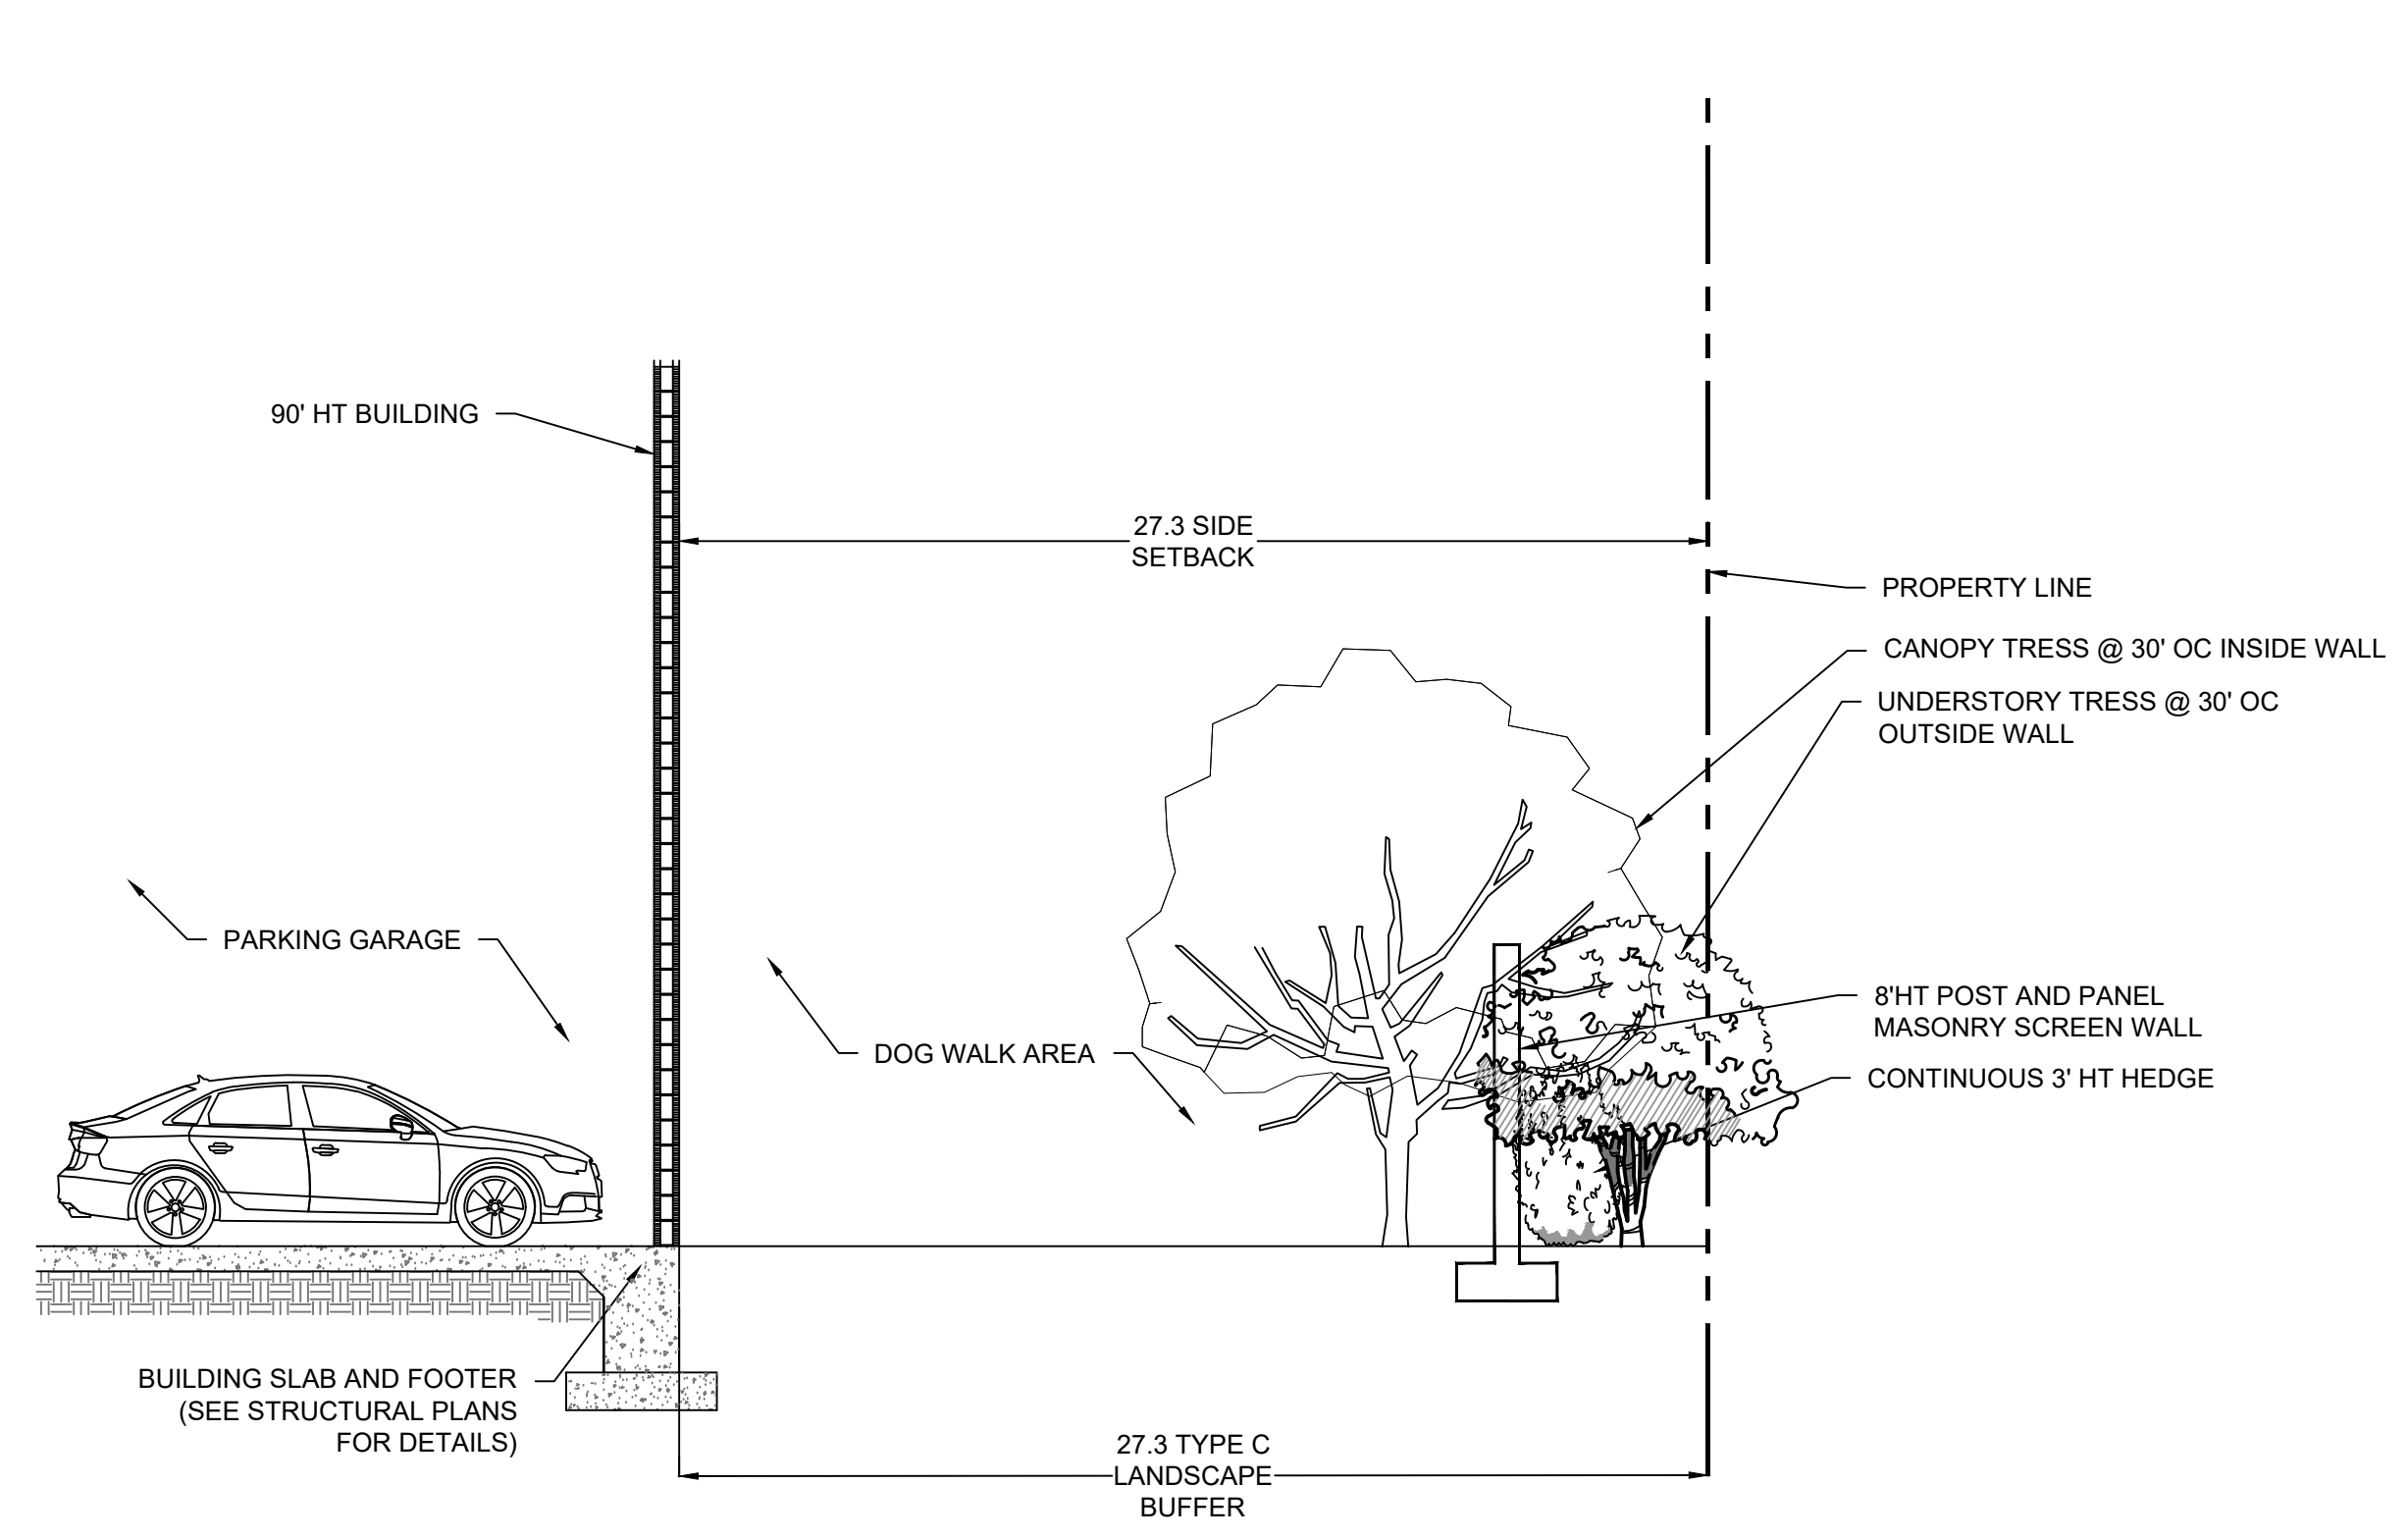 90' HT BUILDING
27.3 SIDE
SETBACK
PROPERTY LINE
CANOPY TRESS @ 30' OC INSIDE WALL
UNDERSTORY TRESS @ 30' OC
OUTSIDE WALL
PARKING GARAGE
8'HT POST AND PANEL
MASONRY SCREEN WALL
DOG WALK AREA
CONTINUOUS 3' HT HEDGE
BUILDING SLAB AND FOOTER
(SEE STRUCTURAL PLANS
FOR DETAILS)
27.3 TYPE C
LANDSCAPE
BUFFER